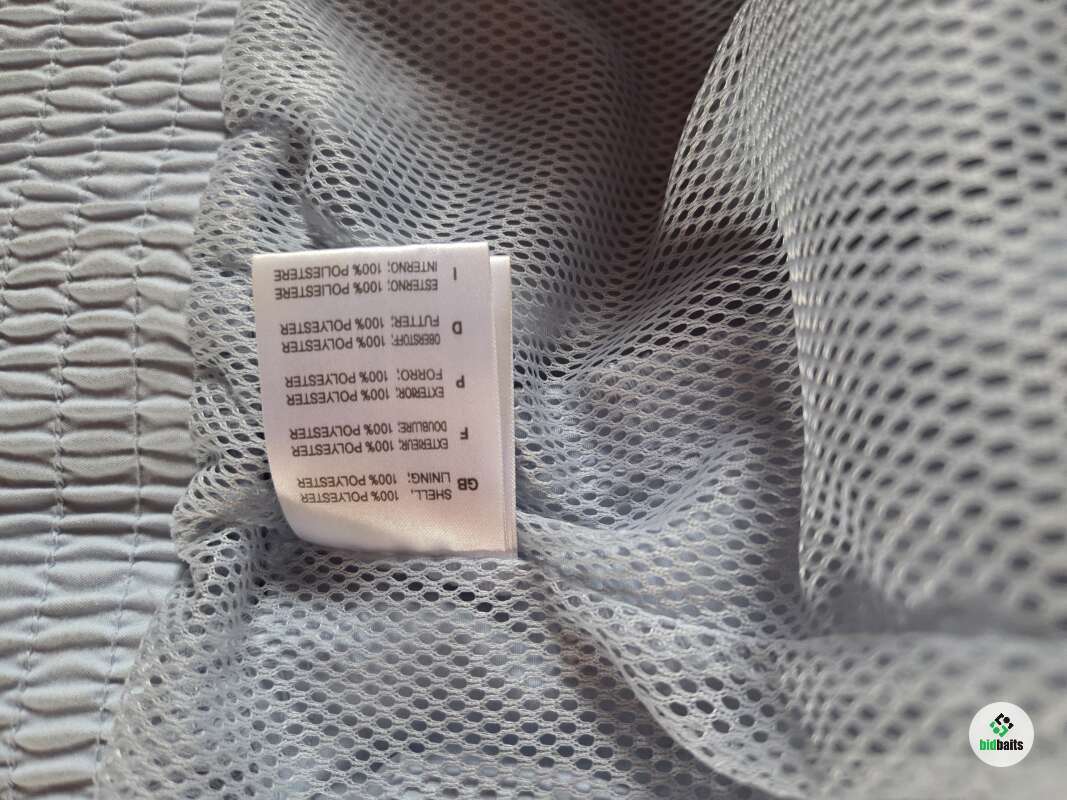 GB
SHELL, 100% POLYESTER
LINING; 100% POLYESTER
F
EXTERIEUR: 100% POLYESTER
DOUBLURE: 100% POLYESTER
P
EXTERIOR: 100% POLYESTER
FORRO; 100% POLYESTER
D
OBERSTOFF: 100% POLYESTER
FUTTER; 100% POLYESTER
I
ESTERNO; 100% POLIESTERE
INTERNO; 100% POLIESTERE
bidbaits